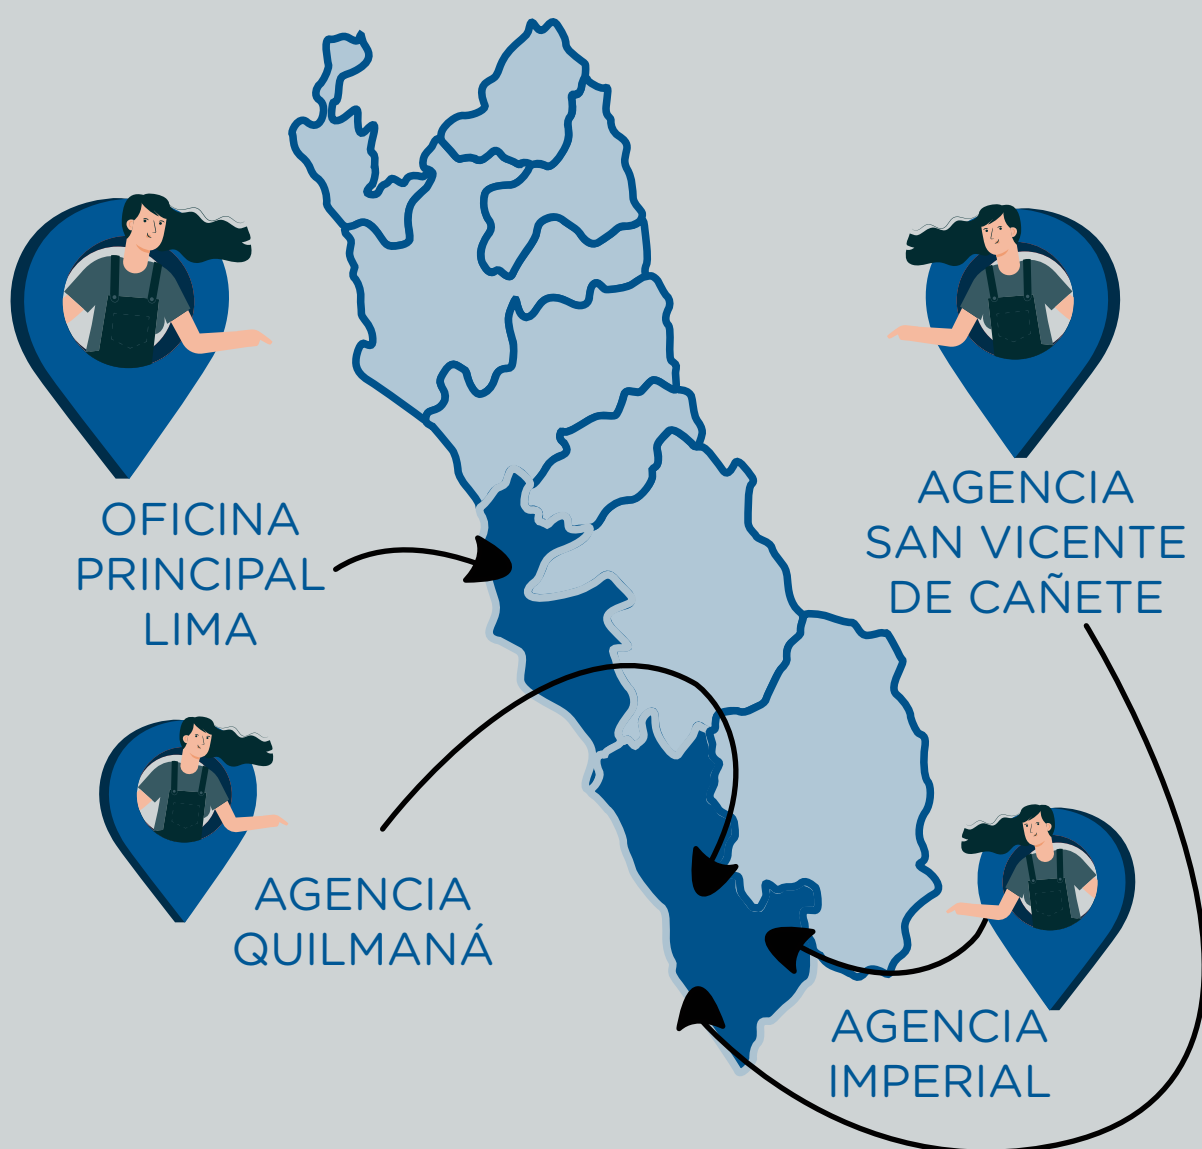 OFICINA
PRINCIPAL
LIMA
AGENCIA
SAN VICENTE
DE CAÑETE
AGENCIA
QUILMANÁ
AGENCIA
IMPERIAL